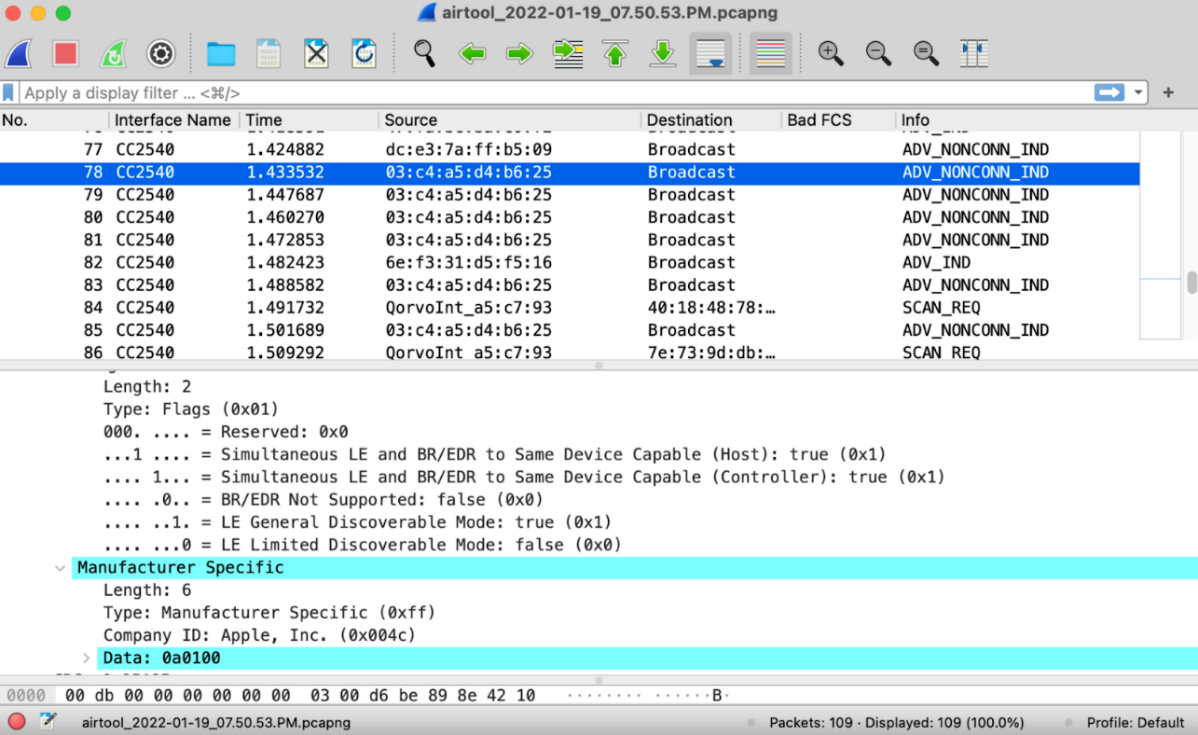 airtool_2022-01-19_07.50.53.PM.pcapng
Apply a display filter ... <⌘/>
+
No. Interface Name Time Source Destination Bad FCS Info
77 CC2540 1.424882 dc:e3:7a:ff:b5:09 Broadcast ADV_NONCONN_IND
78 CC2540 1.433532 03:c4:a5:d4:b6:25 Broadcast ADV_NONCONN_IND
79 CC2540 1.447687 03:c4:a5:d4:b6:25 Broadcast ADV_NONCONN_IND
80 CC2540 1.460270 03:c4:a5:d4:b6:25 Broadcast ADV_NONCONN_IND
81 CC2540 1.472853 03:c4:a5:d4:b6:25 Broadcast ADV_NONCONN_IND
82 CC2540 1.482423 6e:f3:31:d5:f5:16 Broadcast ADV_IND
83 CC2540 1.488582 03:c4:a5:d4:b6:25 Broadcast ADV_NONCONN_IND
84 CC2540 1.491732 QorvoInt_a5:c7:93 40:18:48:78:… SCAN_REQ
85 CC2540 1.501689 03:c4:a5:d4:b6:25 Broadcast ADV_NONCONN_IND
86 CC2540 1.509292 QorvoInt_a5:c7:93 7e:73:9d:db:… SCAN_REQ
Length: 2
Type: Flags (0x01)
000. .... = Reserved: 0x0
...1 .... = Simultaneous LE and BR/EDR to Same Device Capable (Host): true (0x1)
.... 1... = Simultaneous LE and BR/EDR to Same Device Capable (Controller): true (0x1)
.... .0.. = BR/EDR Not Supported: false (0x0)
.... ..1. = LE General Discoverable Mode: true (0x1)
.... ...0 = LE Limited Discoverable Mode: false (0x0)
Manufacturer Specific
Length: 6
Type: Manufacturer Specific (0xff)
Company ID: Apple, Inc. (0x004c)
Data: 0a0100
0000 00 db 00 00 00 00 00 00 03 00 d6 be 89 8e 42 10 ········ ······B·
airtool_2022-01-19_07.50.53.PM.pcapng Packets: 109 · Displayed: 109 (100.0%) Profile: Default